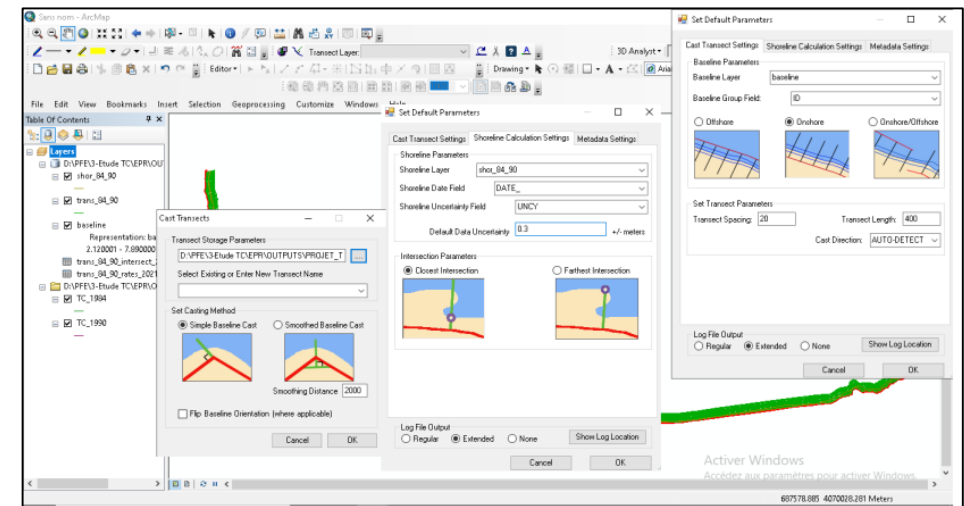 Sans nom - ArcMap
Transect Layer:
3D Analyst
Editor
Drawing
File Edit View Bookmarks Insert Selection Geoprocessing Customize Windows Help
Table Of Contents
Layers
D:\PFE\3-Etude TC\EPR\OU
shor_84_90
trans_84_90
baseline
Representation: ba
2.120001 - 7.890000
trans_84_90_intersect_
trans_84_90_rates_2021
D:\PFE\3-Etude TC\EPR\O
TC_1984
TC_1990
Cast Transects
Transect Storage Parameters
D:\PFE\3-Etude TC\EPR\OUTPUTS\PROJET_T
...
Select Existing or Enter New Transect Name
Set Casting Method
Simple Baseline Cast
Smoothed Baseline Cast
Smoothing Distance 2000
Flip Baseline Orientation (where applicable)
Cancel OK
Set Default Parameters
Cast Transect Settings Shoreline Calculation Settings Metadata Settings
Shoreline Parameters
Shoreline Layer shor_84_90
Shoreline Date Field DATE_
Shoreline Uncertainty Field UNCY
Default Data Uncertainty 0.3 +/- meters
Intersection Parameters
Closest Intersection
Farthest Intersection
Log File Output
Regular Extended None Show Log Location
Cancel OK
Set Default Parameters
Cast Transect Settings Shoreline Calculation Settings Metadata Settings
Baseline Parameters
Baseline Layer baseline
Baseline Group Field: ID
Offshore Onshore Onshore/Offshore
Set Transect Parameters
Transect Spacing: 20 Transect Length: 400
Cast Direction: AUTO-DETECT
Log File Output
Regular Extended None Show Log Location
Cancel OK
Activer Windows
Accédez aux paramètres pour activer Windows.
687578.885 4070028.281 Meters